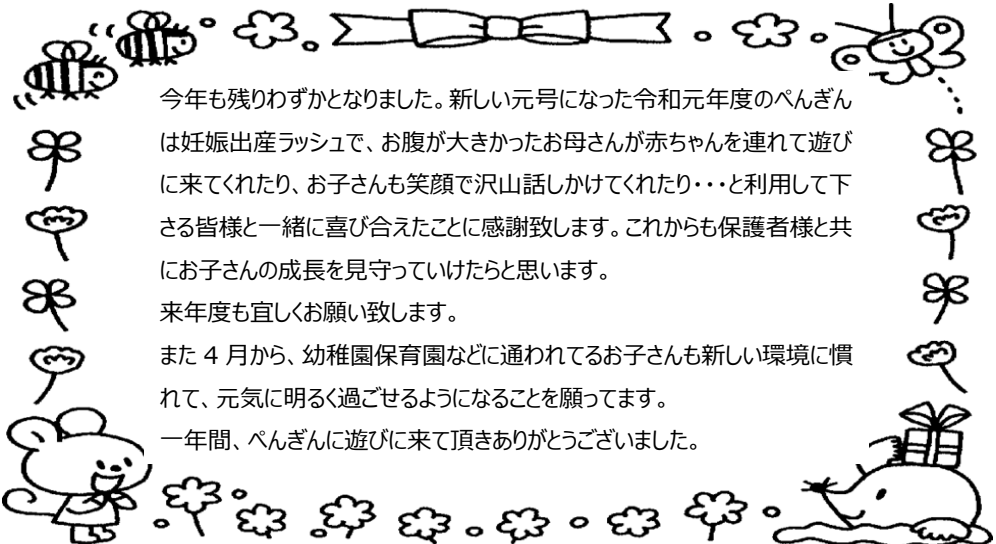 今年も残りわずかとなりました。新しい元号になった令和元年度のぺんぎん
は妊娠出産ラッシュで、お腹が大きかったお母さんが赤ちゃんを連れて遊び
に来てくれたり、お子さんも笑顔で沢山話しかけてくれたり・・・と利用して下
さる皆様と一緒に喜び合えたことに感謝致します。これからも保護者様と共
にお子さんの成長を見守っていけたらと思います。
来年度も宜しくお願い致します。
また 4 月から、幼稚園保育園などに通われてるお子さんも新しい環境に慣
れて、元気に明るく過ごせるようになることを願ってます。
一年間、ぺんぎんに遊びに来て頂きありがとうございました。